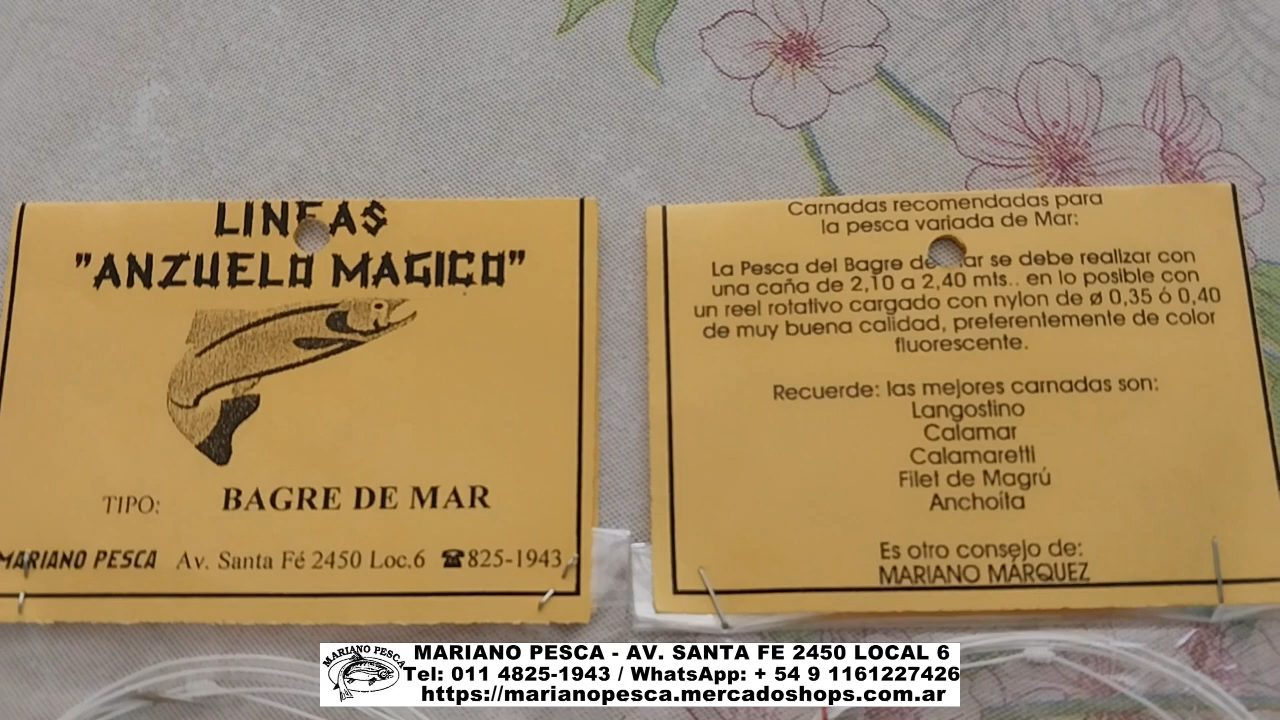 LINEAS
"ANZUELO MAGICO"
TIPO: BAGRE DE MAR
MARIANO PESCA Av. Santa Fé 2450 Loc.6 ☎825-1943
Carnadas recomendadas para
la pesca variada de Mar:
La Pesca del Bagre de Mar se debe realizar con
una caña de 2,10 a 2,40 mts.. en lo posible con
un reel rotativo cargado con nylon de ø 0,35 ó 0,40
de muy buena calidad, preferentemente de color
fluorescente.
Recuerde: las mejores carnadas son:
Langostino
Calamar
Calamaretti
Filet de Magrú
Anchoíta
Es otro consejo de:
MARIANO MÁRQUEZ
MARIANO PESCA
MARIANO PESCA - AV. SANTA FE 2450 LOCAL 6
Tel: 011 4825-1943 / WhatsApp: + 54 9 1161227426
https://marianopesca.mercadoshops.com.ar